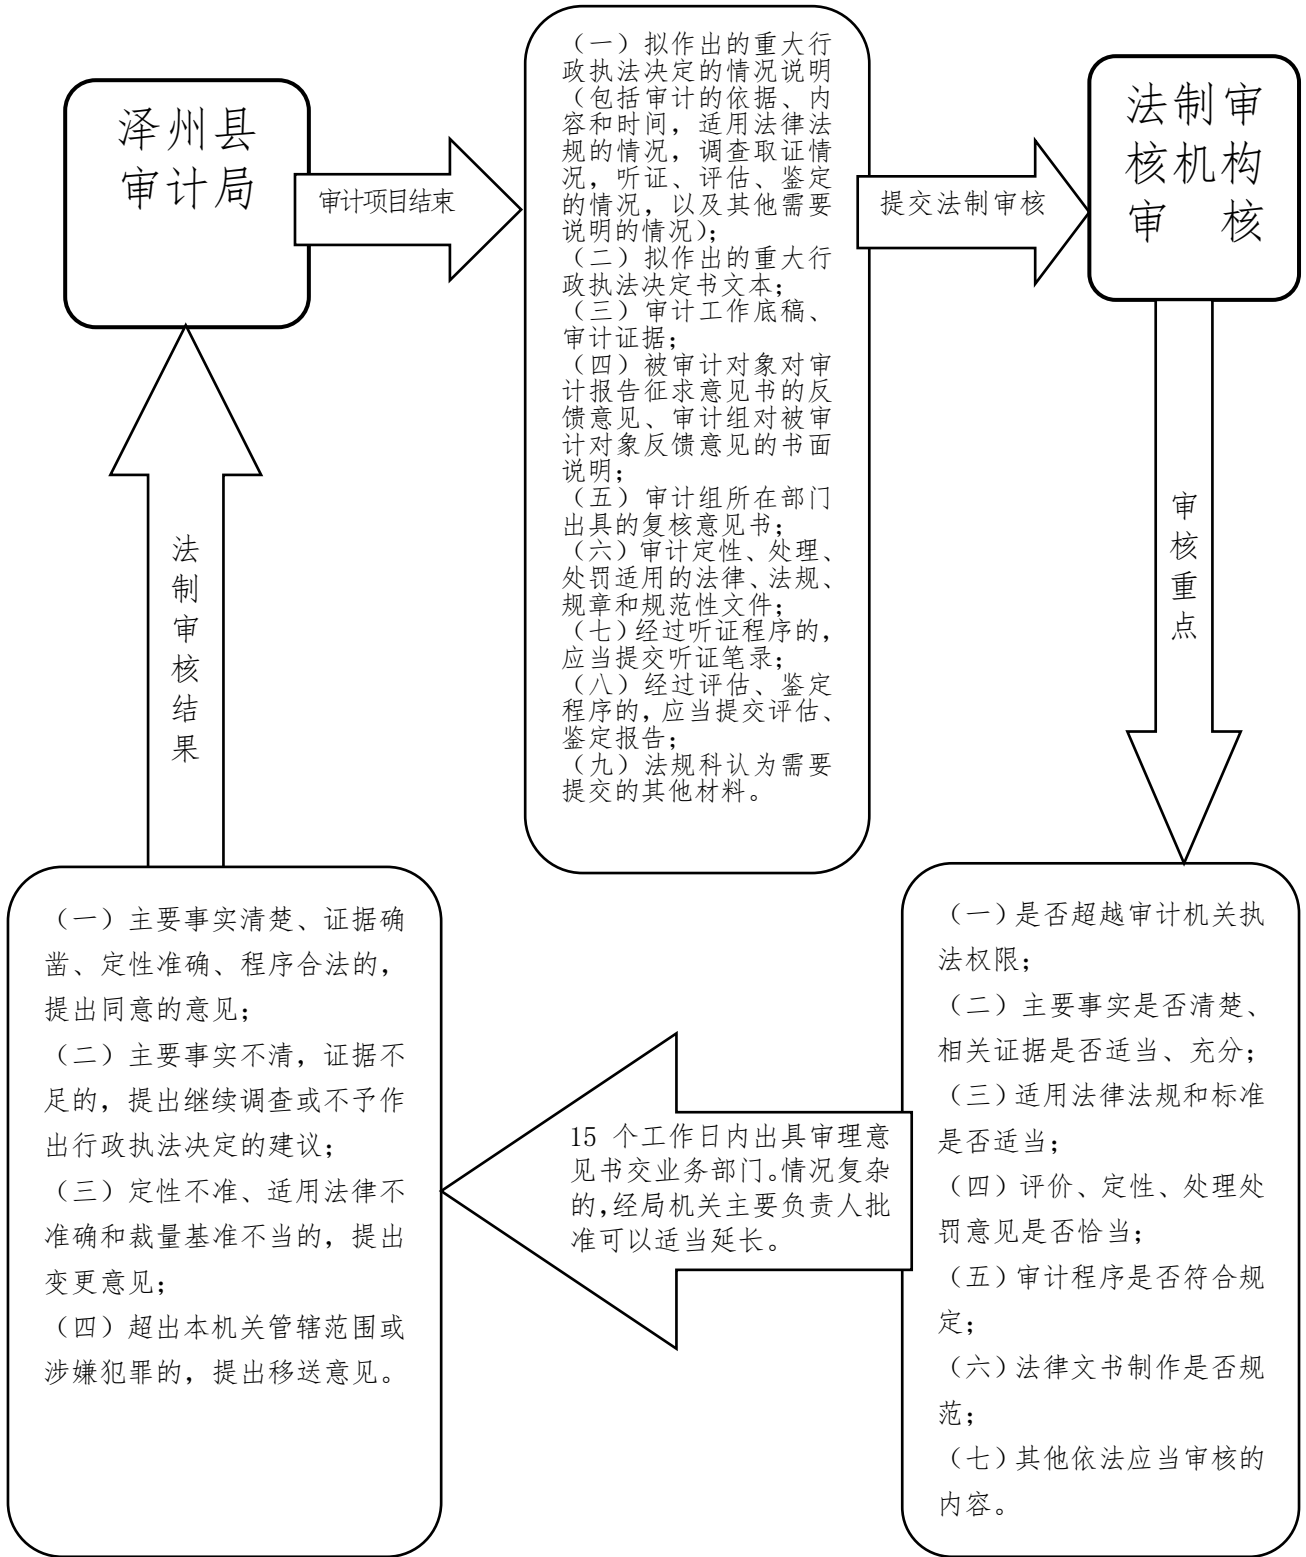 泽州县
审计局
审计项目结束
（一）拟作出的重大行
政执法决定的情况说明
（包括审计的依据、内
容和时间，适用法律法
规的情况，调查取证情
况，听证、评估、鉴定
的情况，以及其他需要
说明的情况）；
（二）拟作出的重大行
政执法决定书文本；
（三）审计工作底稿、
审计证据；
（四）被审计对象对审
计报告征求意见书的反
馈意见、审计组对被审
计对象反馈意见的书面
说明；
（五）审计组所在部门
出具的复核意见书；
（六）审计定性、处理、
处罚适用的法律、法规、
规章和规范性文件；
（七）经过听证程序的，
应当提交听证笔录；
（八）经过评估、鉴定
程序的，应当提交评估、
鉴定报告；
（九）法规科认为需要
提交的其他材料。
提交法制审核
法制审
核机构
审　核
审核重点
（一）是否超越审计机关执
法权限；
（二）主要事实是否清楚、
相关证据是否适当、充分；
（三）适用法律法规和标准
是否适当；
（四）评价、定性、处理处
罚意见是否恰当；
（五）审计程序是否符合规
定；
（六）法律文书制作是否规
范；
（七）其他依法应当审核的
内容。
15 个工作日内出具审理意
见书交业务部门。情况复杂
的，经局机关主要负责人批
准可以适当延长。
（一）主要事实清楚、证据确
凿、定性准确、程序合法的，
提出同意的意见；
（二）主要事实不清，证据不
足的，提出继续调查或不予作
出行政执法决定的建议；
（三）定性不准、适用法律不
准确和裁量基准不当的，提出
变更意见；
（四）超出本机关管辖范围或
涉嫌犯罪的，提出移送意见。
法制审核结果